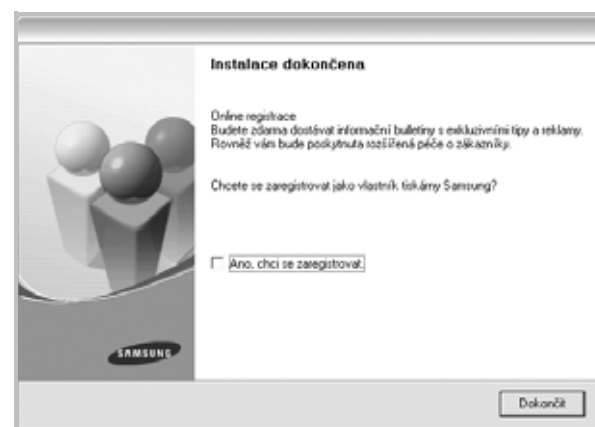 Instalace dokončena
Online registrace
Budete zdarma dostávat informační bulletiny s exkluzivními tipy a reklamy.
Rovněž vám bude poskytnuta rozšířená péče o zákazníky.
Chcete se zaregistrovat jako vlastník tiskárny Samsung?
Ano, chci se zaregistrovat.
SAMSUNG
Dokončit